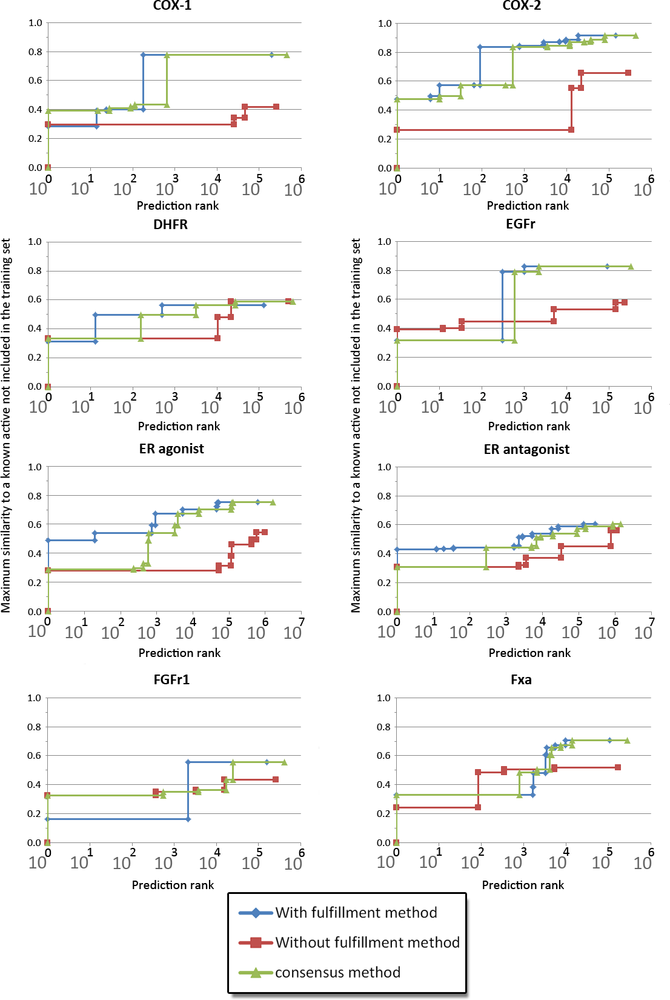 COX-1
1.0
0.8
0.6
0.4
0.2
0.0
10^0 10^1 10^2 10^3 10^4 10^5 10^6
Prediction rank
COX-2
1.0
0.8
0.6
0.4
0.2
0.0
10^0 10^1 10^2 10^3 10^4 10^5 10^6
Prediction rank
Maximum similarity to a known active not included in the training set
DHFR
1.0
0.8
0.6
0.4
0.2
0.0
10^0 10^1 10^2 10^3 10^4 10^5 10^6
Prediction rank
Maximum similarity to a known active not included in the training set
EGFr
1.0
0.8
0.6
0.4
0.2
0.0
10^0 10^1 10^2 10^3 10^4 10^5 10^6
Prediction rank
ER agonist
1.0
0.8
0.6
0.4
0.2
0.0
10^0 10^1 10^2 10^3 10^4 10^5 10^6 10^7
Prediction rank
ER antagonist
1.0
0.8
0.6
0.4
0.2
0.0
10^0 10^1 10^2 10^3 10^4 10^5 10^6 10^7
Prediction rank
FGFr1
1.0
0.8
0.6
0.4
0.2
0.0
10^0 10^1 10^2 10^3 10^4 10^5 10^6
Prediction rank
Fxa
1.0
0.8
0.6
0.4
0.2
0.0
10^0 10^1 10^2 10^3 10^4 10^5 10^6
Prediction rank
With fulfillment method
Without fulfillment method
consensus method